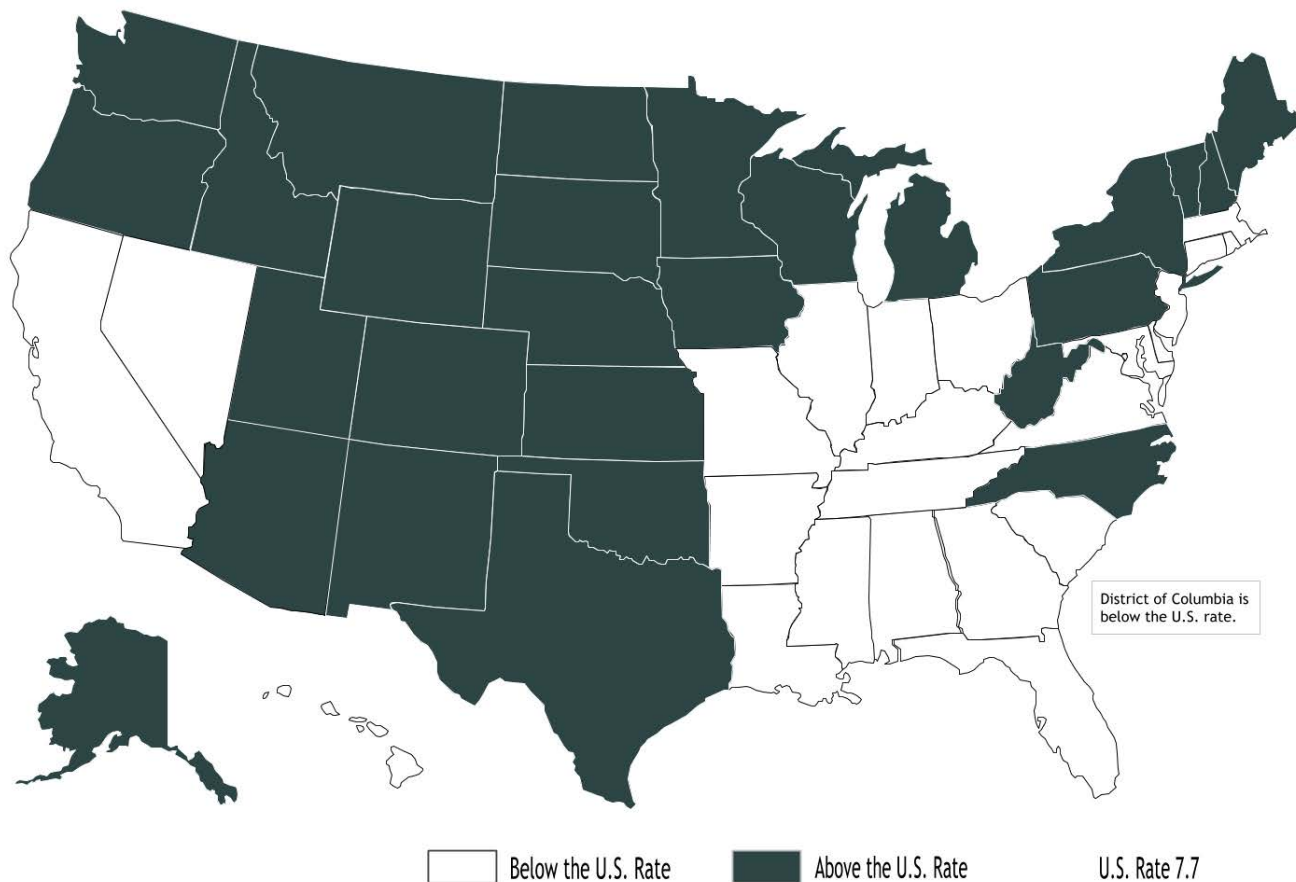 District of Columbia is
below the U.S. rate.
Below the U.S. Rate
Above the U.S. Rate
U.S. Rate 7.7